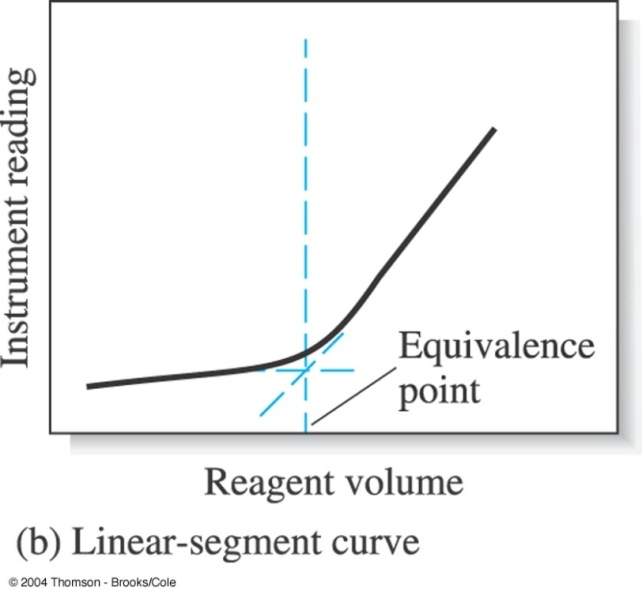 Instrument reading
Equivalence
point
Reagent volume
(b) Linear-segment curve
© 2004 Thomson - Brooks/Cole